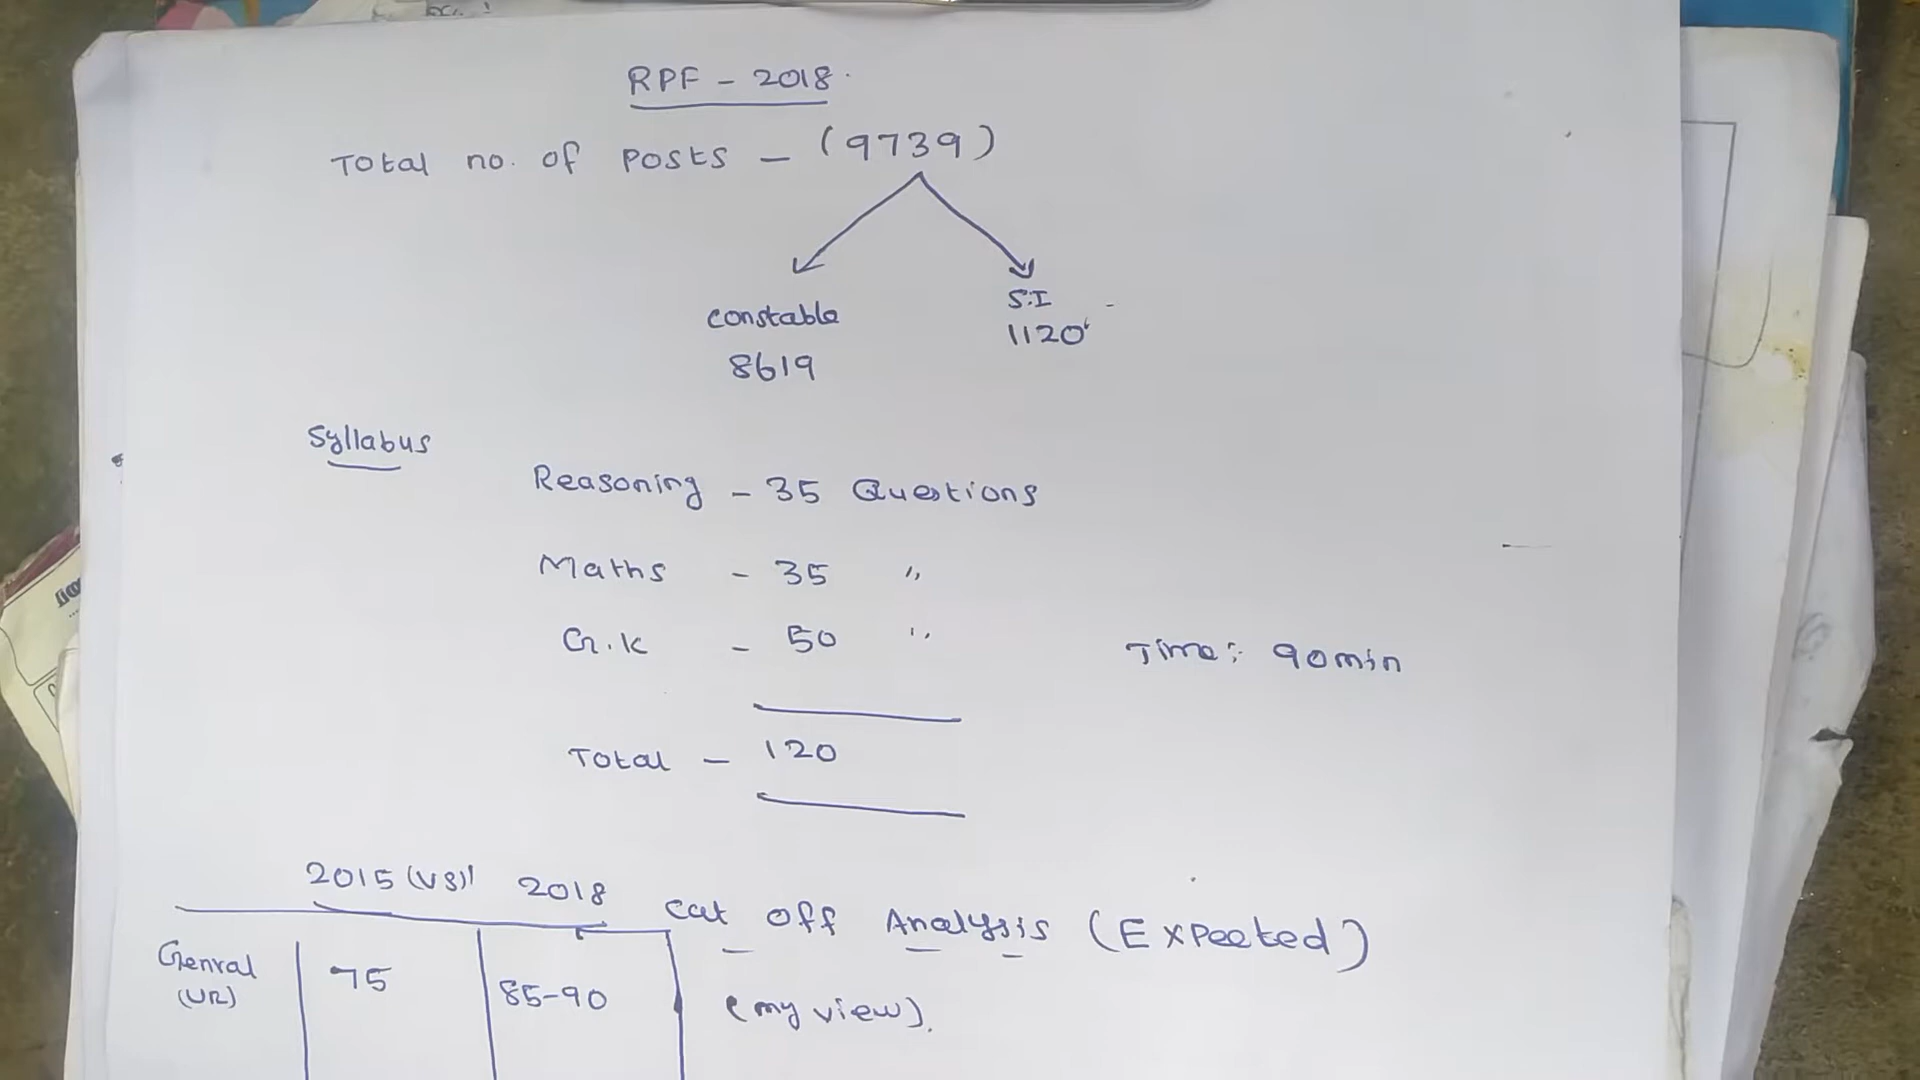 RPF - 2018.
Total no. of posts - (9739)
constable
8619
S.I
1120
Syllabus
Reasoning - 35 Questions
Maths - 35 "
G.K - 50 "
Time: 90min
Total - 120
2015 (VS) 2018
Cut off Analysis (Expected)
(my view).
Genral
(UR)
75
85-90